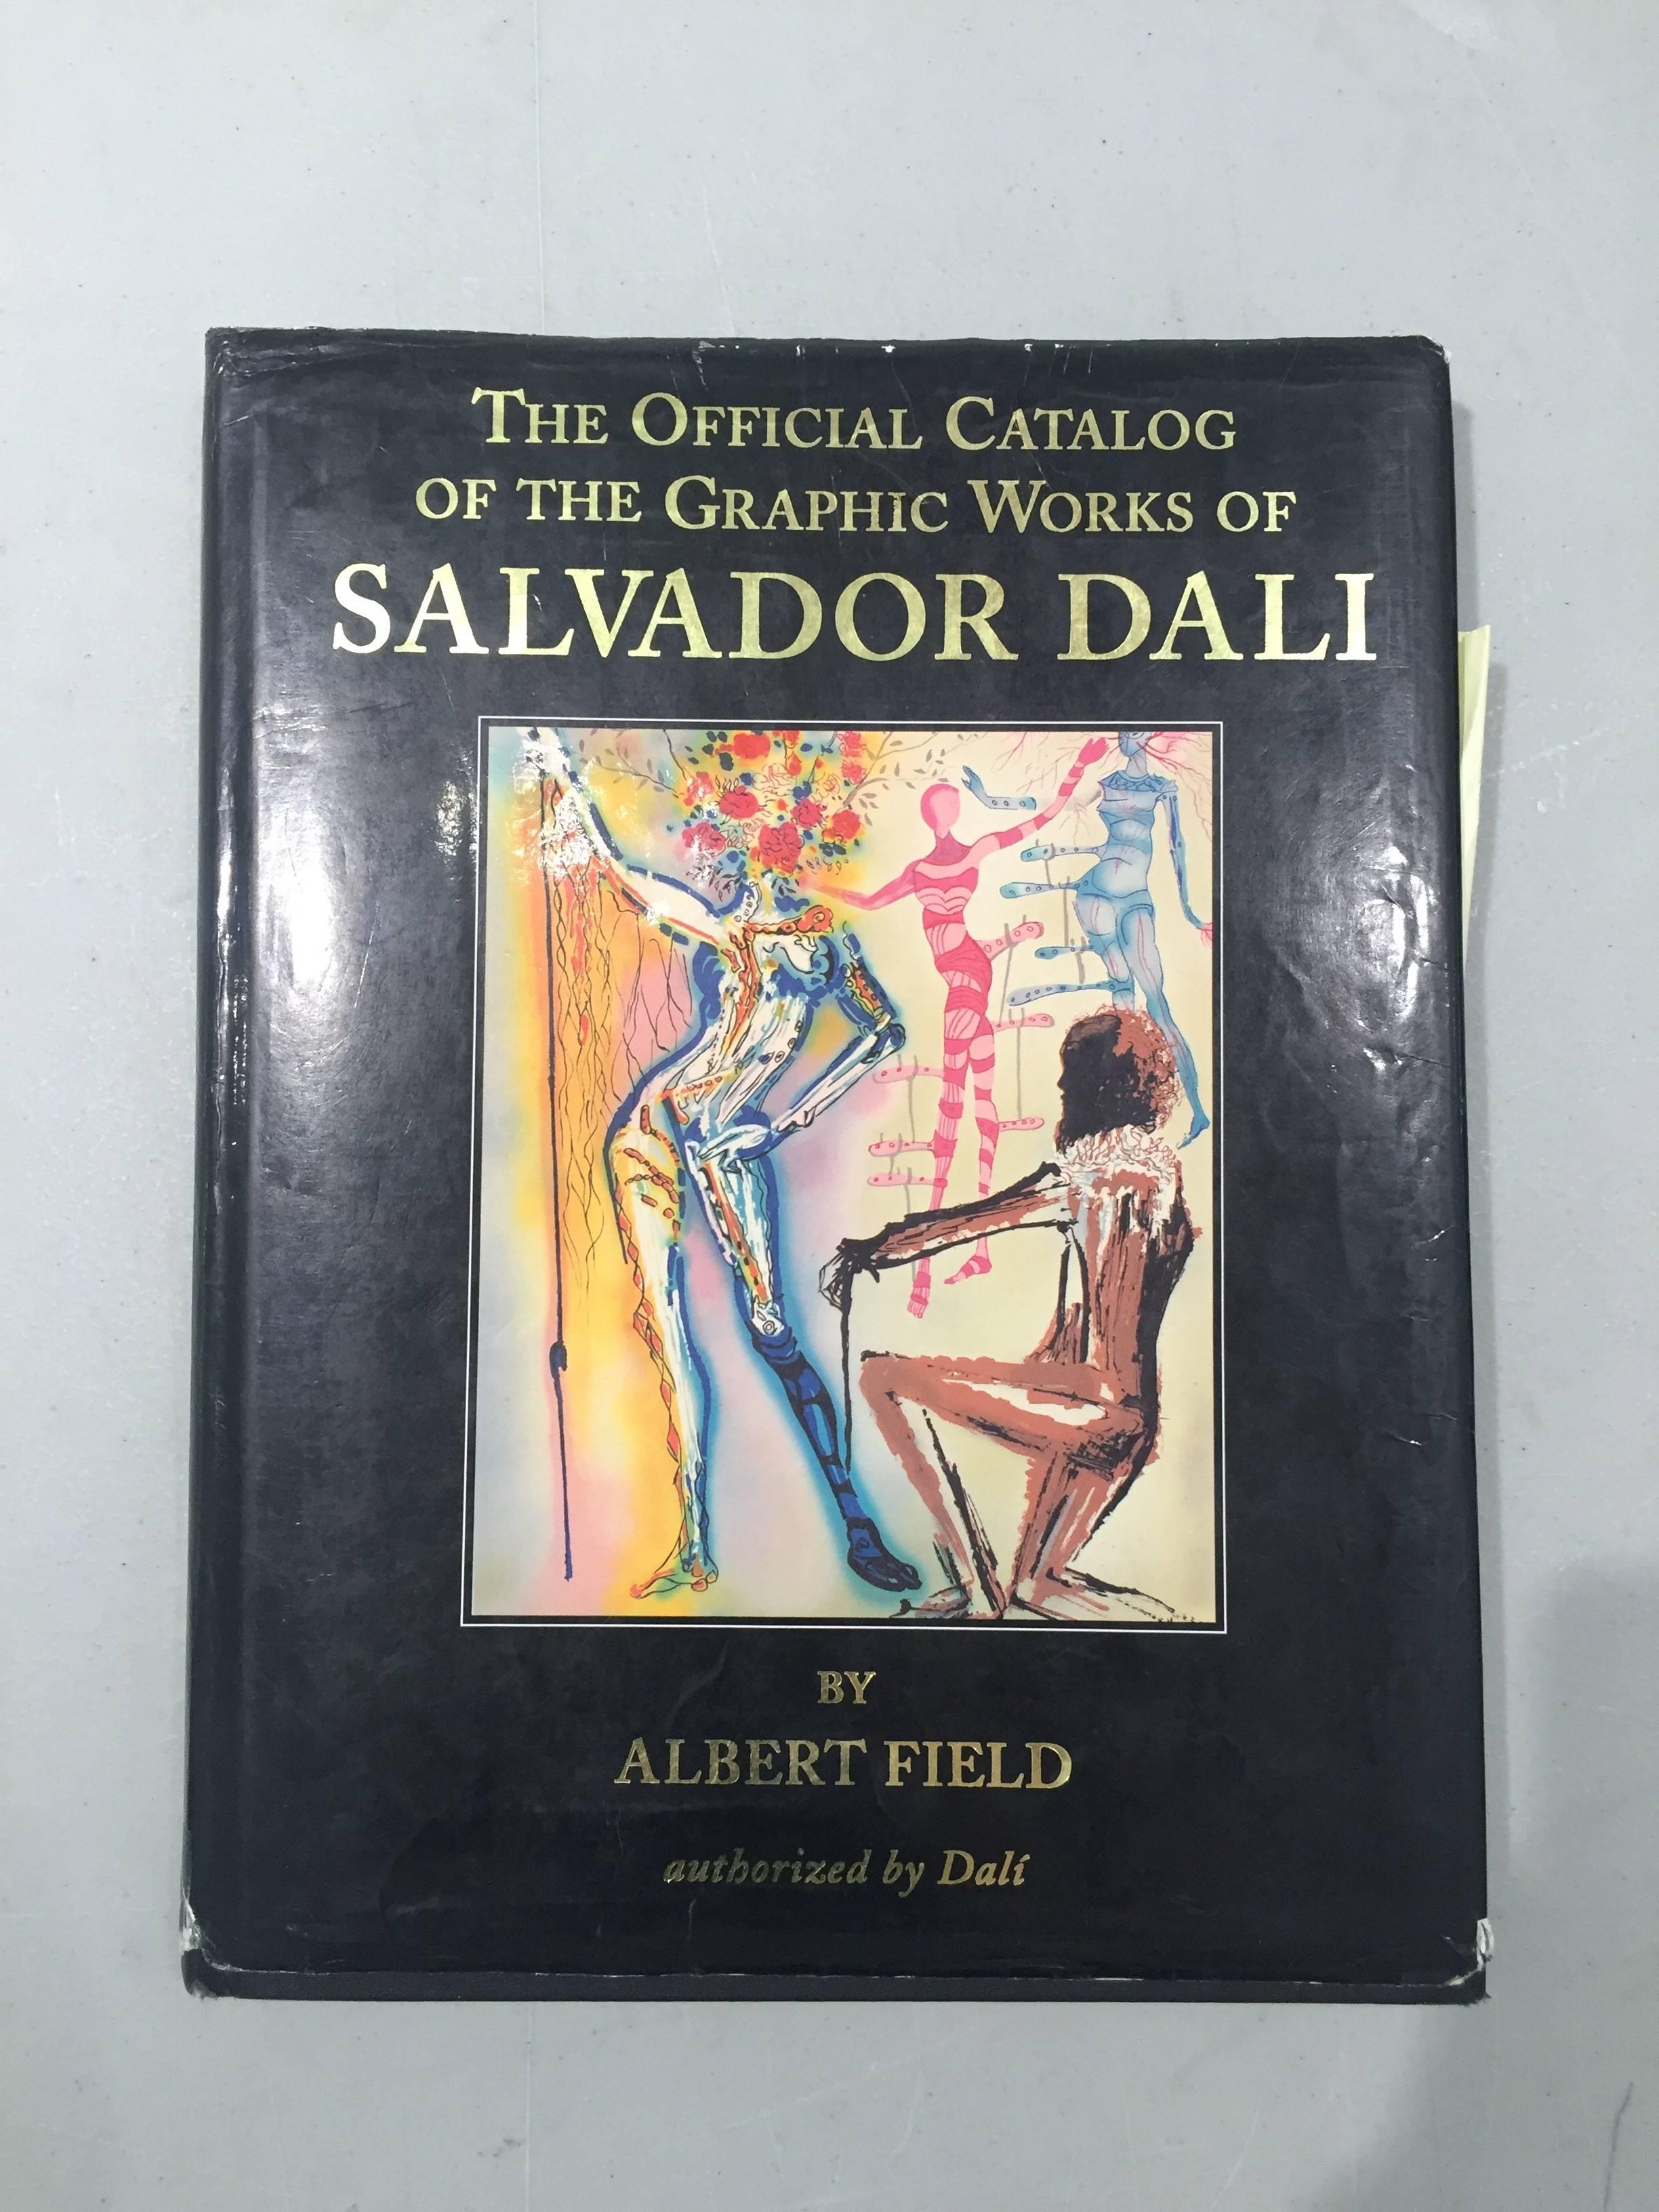 THE OFFICIAL CATALOG
OF THE GRAPHIC WORKS OF
SALVADOR DALI
BY
ALBERT FIELD
authorized by Dalí